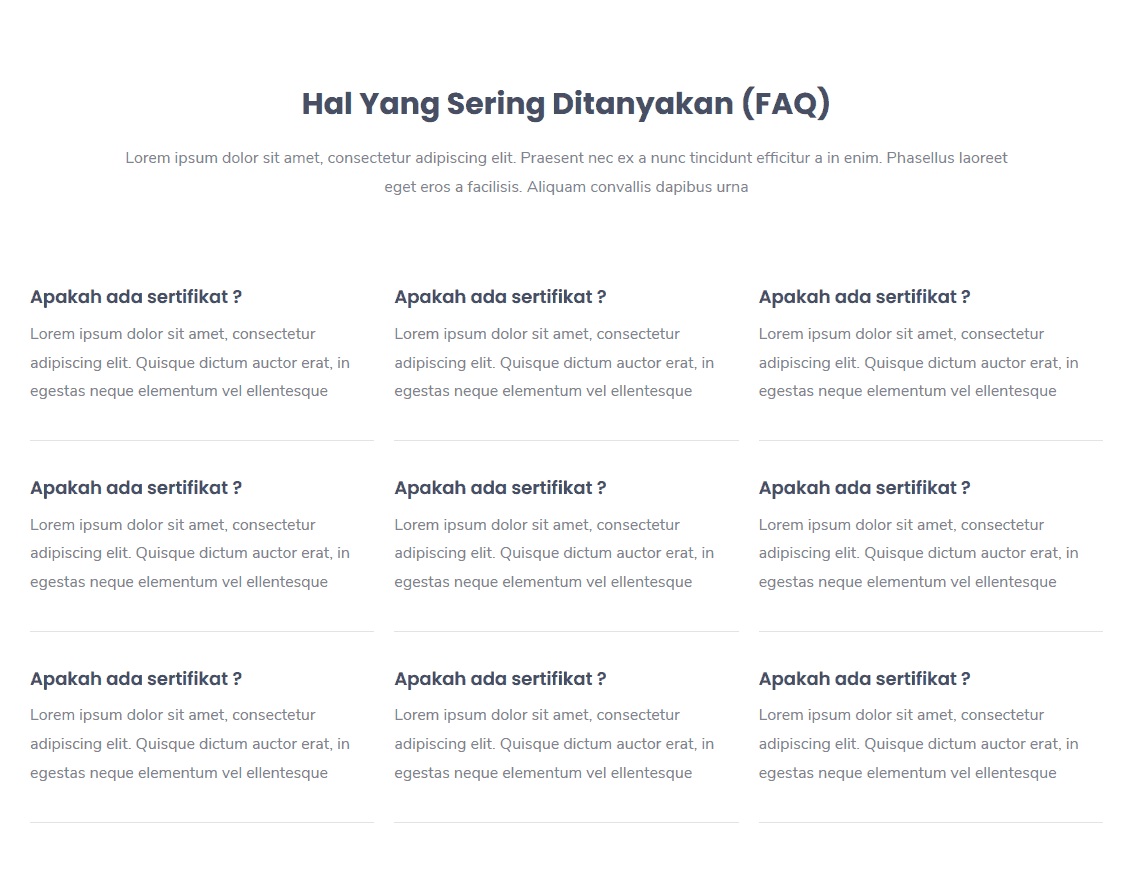 Hal Yang Sering Ditanyakan (FAQ)
Lorem ipsum dolor sit amet, consectetur adipiscing elit. Praesent nec ex a nunc tincidunt efficitur a in enim. Phasellus laoreet
eget eros a facilisis. Aliquam convallis dapibus urna
Apakah ada sertifikat ?
Lorem ipsum dolor sit amet, consectetur
adipiscing elit. Quisque dictum auctor erat, in
egestas neque elementum vel ellentesque
Apakah ada sertifikat ?
Lorem ipsum dolor sit amet, consectetur
adipiscing elit. Quisque dictum auctor erat, in
egestas neque elementum vel ellentesque
Apakah ada sertifikat ?
Lorem ipsum dolor sit amet, consectetur
adipiscing elit. Quisque dictum auctor erat, in
egestas neque elementum vel ellentesque
Apakah ada sertifikat ?
Lorem ipsum dolor sit amet, consectetur
adipiscing elit. Quisque dictum auctor erat, in
egestas neque elementum vel ellentesque
Apakah ada sertifikat ?
Lorem ipsum dolor sit amet, consectetur
adipiscing elit. Quisque dictum auctor erat, in
egestas neque elementum vel ellentesque
Apakah ada sertifikat ?
Lorem ipsum dolor sit amet, consectetur
adipiscing elit. Quisque dictum auctor erat, in
egestas neque elementum vel ellentesque
Apakah ada sertifikat ?
Lorem ipsum dolor sit amet, consectetur
adipiscing elit. Quisque dictum auctor erat, in
egestas neque elementum vel ellentesque
Apakah ada sertifikat ?
Lorem ipsum dolor sit amet, consectetur
adipiscing elit. Quisque dictum auctor erat, in
egestas neque elementum vel ellentesque
Apakah ada sertifikat ?
Lorem ipsum dolor sit amet, consectetur
adipiscing elit. Quisque dictum auctor erat, in
egestas neque elementum vel ellentesque